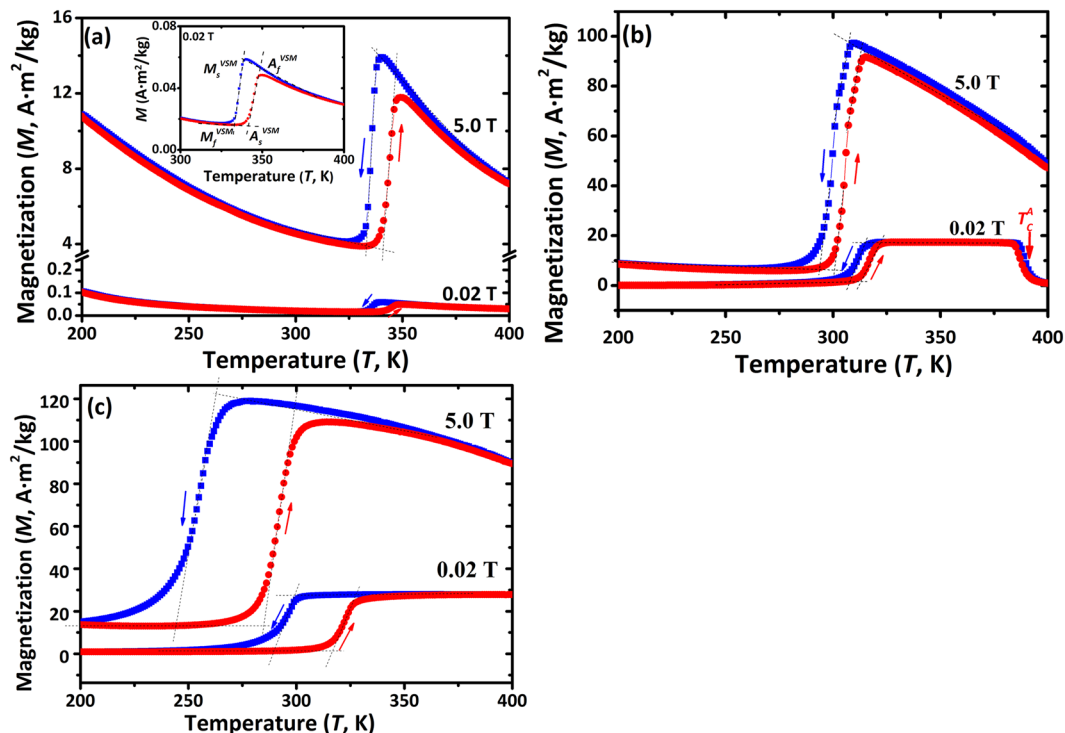 (a)
Magnetization (M, A·m²/kg)
16
12
8
4
0.2
0.1
0.0
200
250
300
350
400
Temperature (T, K)
5.0 T
0.02 T
0.02 T
M (A·m²/kg)
0.08
0.04
0.00
300
350
400
Temperature (T, K)
Mₛ^VSM
A_f^VSM
M_f^VSM
Aₛ^VSM
(b)
Magnetization (M, A·m²/kg)
100
80
60
40
20
0
200
250
300
350
400
Temperature (T, K)
5.0 T
0.02 T
T_C^A
(c)
Magnetization (M, A·m²/kg)
120
100
80
60
40
20
0
200
250
300
350
400
Temperature (T, K)
5.0 T
0.02 T